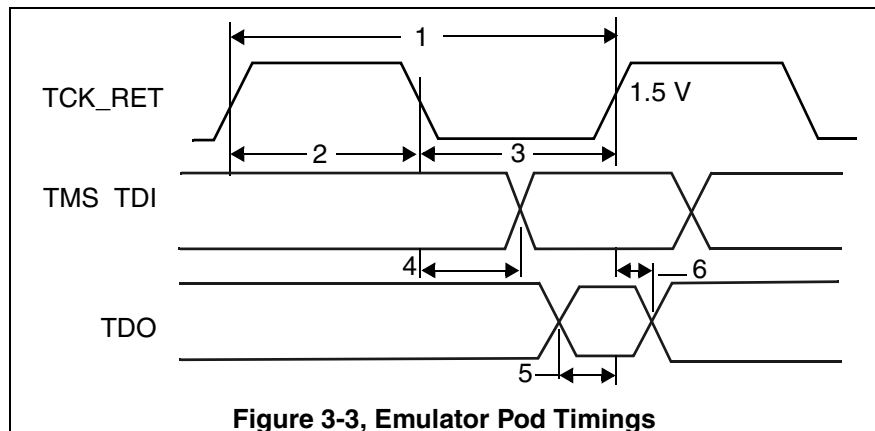 1
TCK_RET
1.5 V
2
3
TMS TDI
4
6
TDO
5
Figure 3-3, Emulator Pod Timings